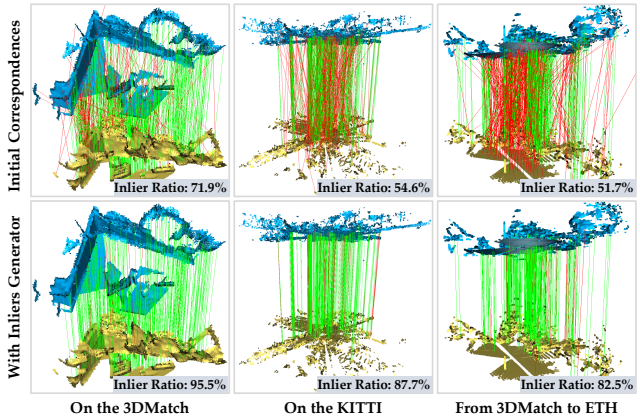 Initial Correspondences
Inlier Ratio: 71.9%
Inlier Ratio: 54.6%
Inlier Ratio: 51.7%
With Inliers Generator
Inlier Ratio: 95.5%
Inlier Ratio: 87.7%
Inlier Ratio: 82.5%
On the 3DMatch
On the KITTI
From 3DMatch to ETH